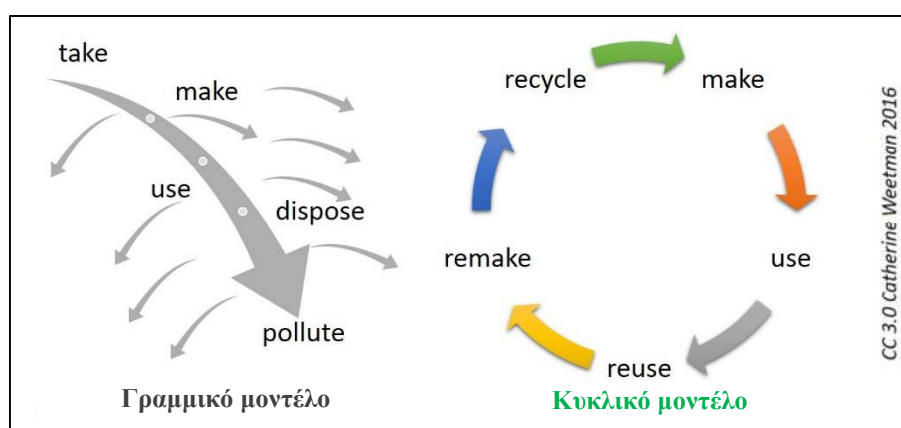 take
make
use
dispose
pollute
Γραμμικό μοντέλο
recycle
make
use
reuse
remake
Κυκλικό μοντέλο
CC 3.0 Catherine Weetman 2016